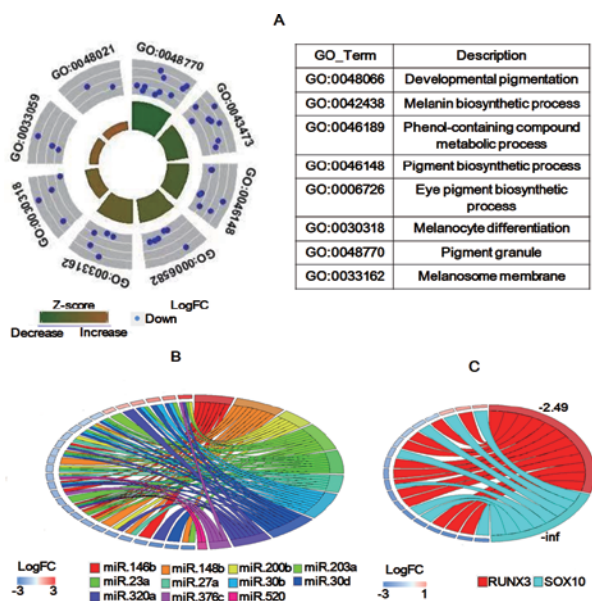 A
GO:0048021
GO:0048770
GO:0033059
GO:0043473
GO:0030318
GO:0046148
GO:0033162
GO:0006582
Z-score
LogFC
Decrease
Increase
Down
GO_Term Description
GO:0048066 Developmental pigmentation
GO:0042438 Melanin biosynthetic process
GO:0046189 Phenol-containing compound
metabolic process
GO:0046148 Pigment biosynthetic process
GO:0006726 Eye pigment biosynthetic
process
GO:0030318 Melanocyte differentiation
GO:0048770 Pigment granule
GO:0033162 Melanosome membrane
B
LogFC
-3 3
miR.146b miR.148b miR.200b miR.203a
miR.23a miR.27a miR.30b miR.30d
miR.320a miR.376c miR.520
C
-2.49
-inf
LogFC
-3 1
RUNX3 SOX10